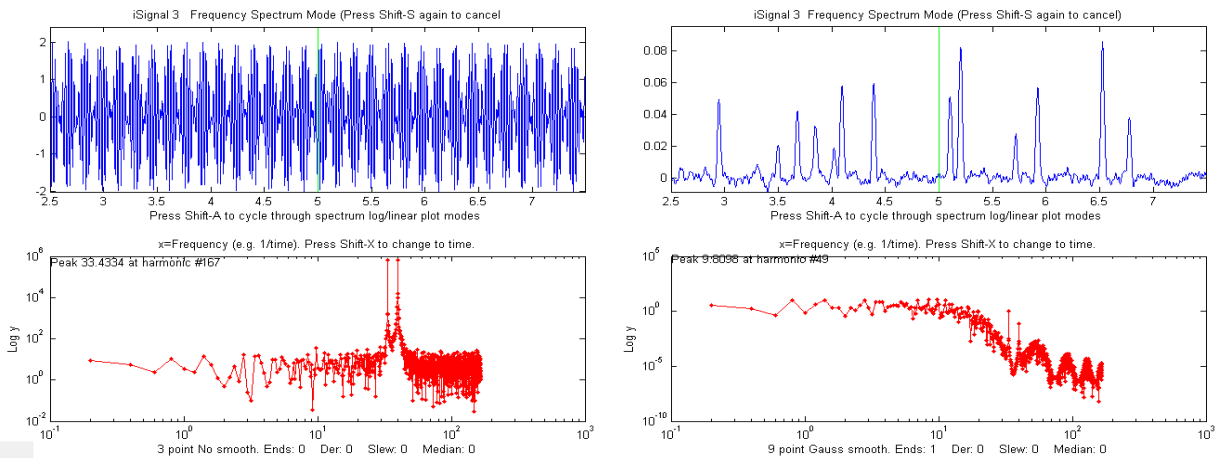 iSignal 3   Frequency Spectrum Mode (Press Shift-S again to cancel
2
1
0
-1
-2
2.5 3 3.5 4 4.5 5 5.5 6 6.5 7
Press Shift-A to cycle through spectrum log/linear plot modes
x=Frequency (e.g. 1/time). Press Shift-X to change to time.
Peak 33.4334 at harmonic #167
Log y
10^6
10^4
10^2
10^0
10^-2
10^-1 10^0 10^1 10^2 10^3
3 point No smooth. Ends: 0    Der: 0    Slew: 0    Median: 0
iSignal 3   Frequency Spectrum Mode (Press Shift-S again to cancel)
0.08
0.06
0.04
0.02
0
2.5 3 3.5 4 4.5 5 5.5 6 6.5 7
Press Shift-A to cycle through spectrum log/linear plot modes
x=Frequency (e.g. 1/time). Press Shift-X to change to time.
Peak 9.8098 at harmonic #49
Log y
10^5
10^0
10^-5
10^-10
10^-1 10^0 10^1 10^2 10^3
9 point Gauss smooth. Ends: 1    Der: 0    Slew: 0    Median: 0